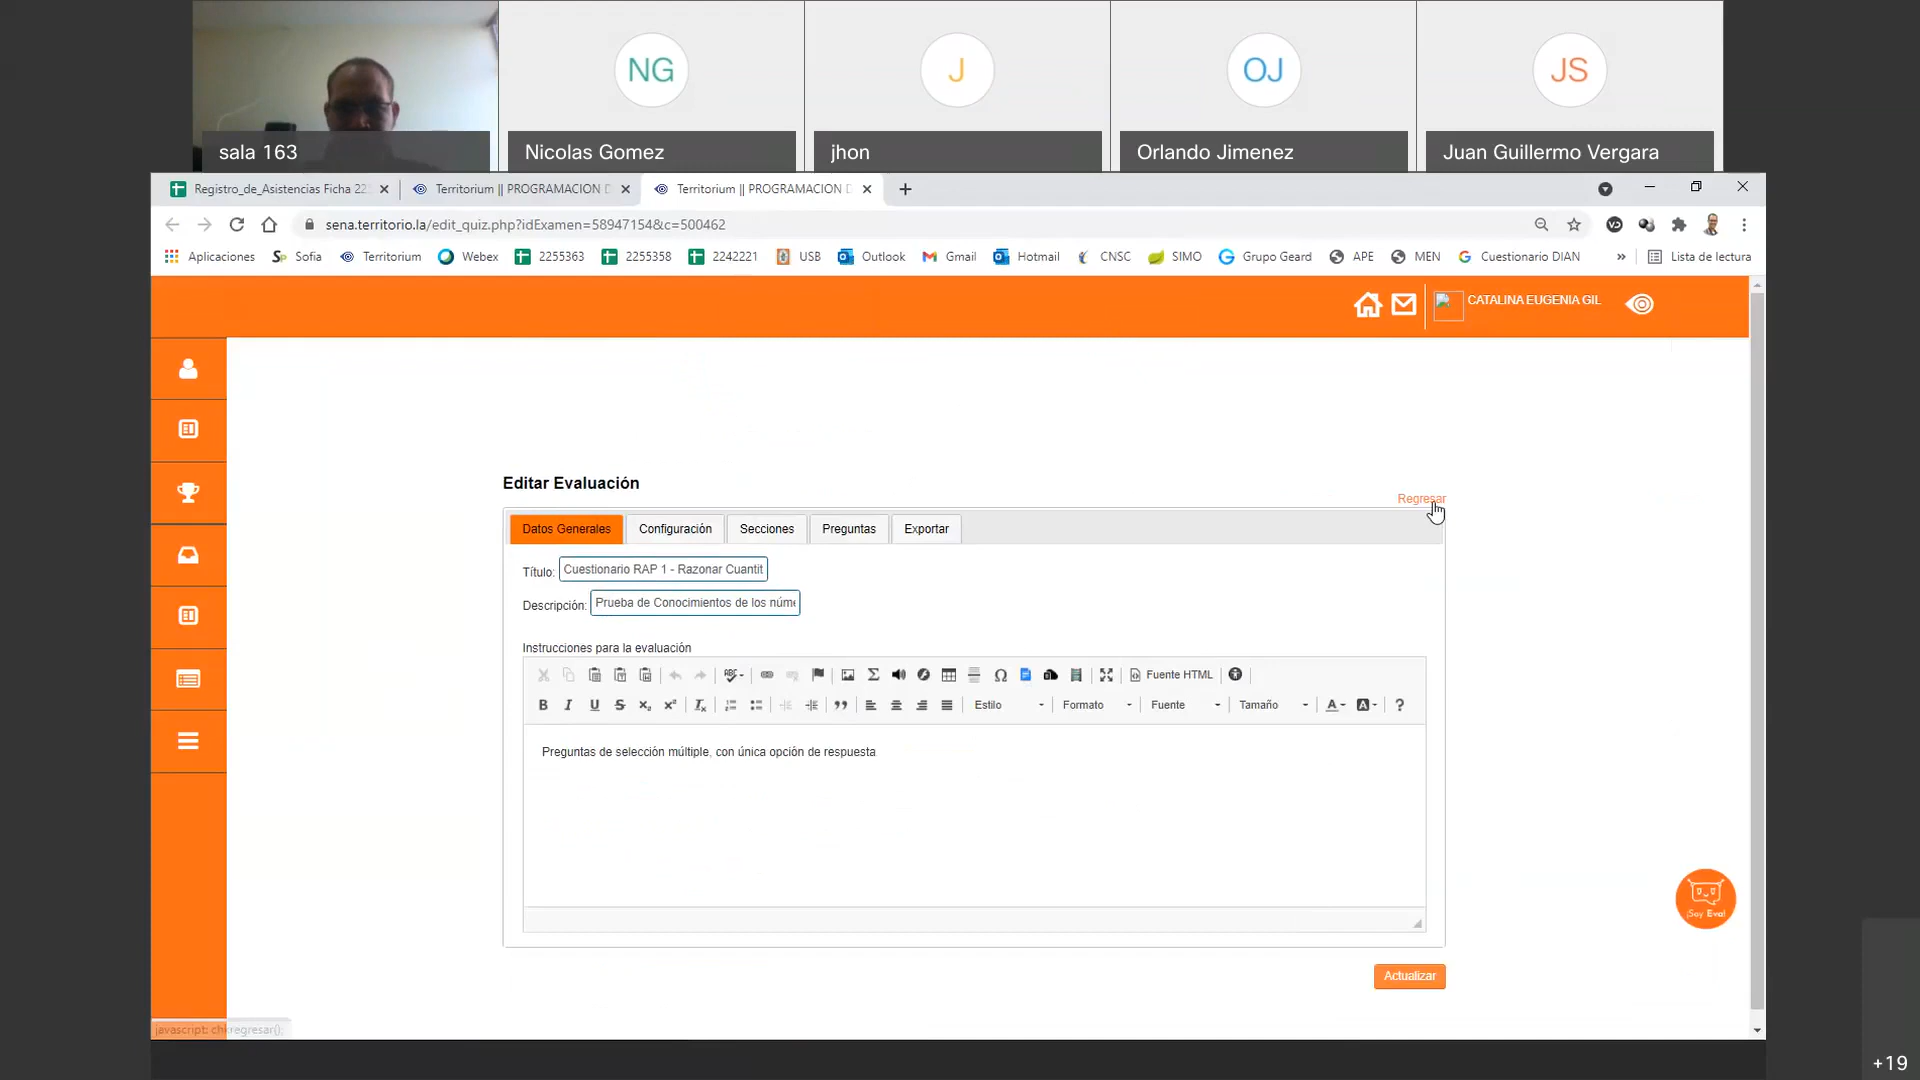 NG
J
OJ
JS
sala 163
Nicolas Gomez
jhon
Orlando Jimenez
Juan Guillermo Vergara
Registro_de_Asistencias Ficha 22
Territorium || PROGRAMACION D
Territorium || PROGRAMACION D
sena.territorio.la/edit_quiz.php?idExamen=58947154&c=500462
Aplicaciones
Sofia
Territorium
Webex
2255363
2255358
2242221
USB
Outlook
Gmail
Hotmail
CNSC
SIMO
Grupo Geard
APE
MEN
Cuestionario DIAN
»
Lista de lectura
CATALINA EUGENIA GIL
Editar Evaluación
Regresar
Datos Generales
Configuración
Secciones
Preguntas
Exportar
Título:
Cuestionario RAP 1 - Razonar Cuantit
Descripción:
Prueba de Conocimientos de los núme
Instrucciones para la evaluación
Fuente HTML
Estilo
Formato
Fuente
Tamaño
Preguntas de selección múltiple, con única opción de respuesta
¡Soy Eva!
Actualizar
javascript: chkregresar();
+19